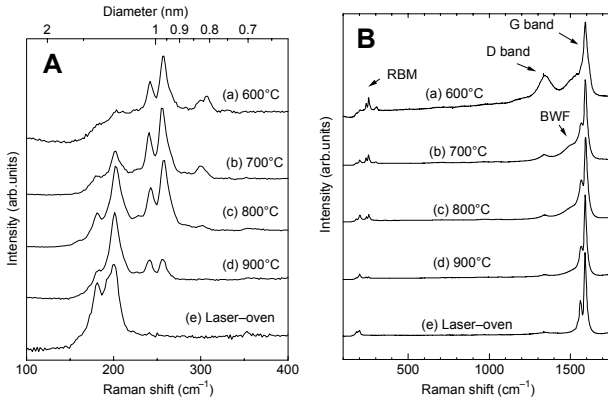 Diameter (nm)
2 1 0.9 0.8 0.7
A
(a) 600°C
(b) 700°C
(c) 800°C
(d) 900°C
(e) Laser–oven
Intensity (arb.units)
100 200 300 400
Raman shift (cm⁻¹)
B
G band
D band
RBM
(a) 600°C
BWF
(b) 700°C
(c) 800°C
(d) 900°C
(e) Laser–oven
Intensity (arb.units)
500 1000 1500
Raman shift (cm⁻¹)